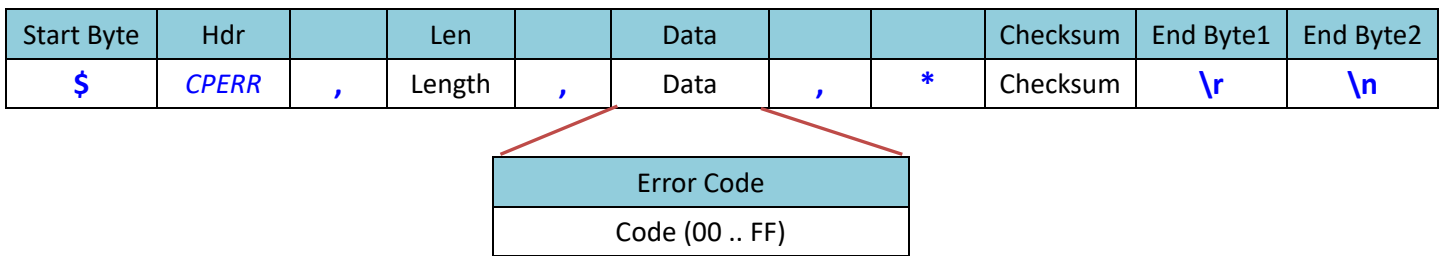 Start Byte Hdr Len Data Checksum End Byte1 End Byte2
$ CPERR , Length , Data , * Checksum \r \n
Error Code
Code (00 .. FF)